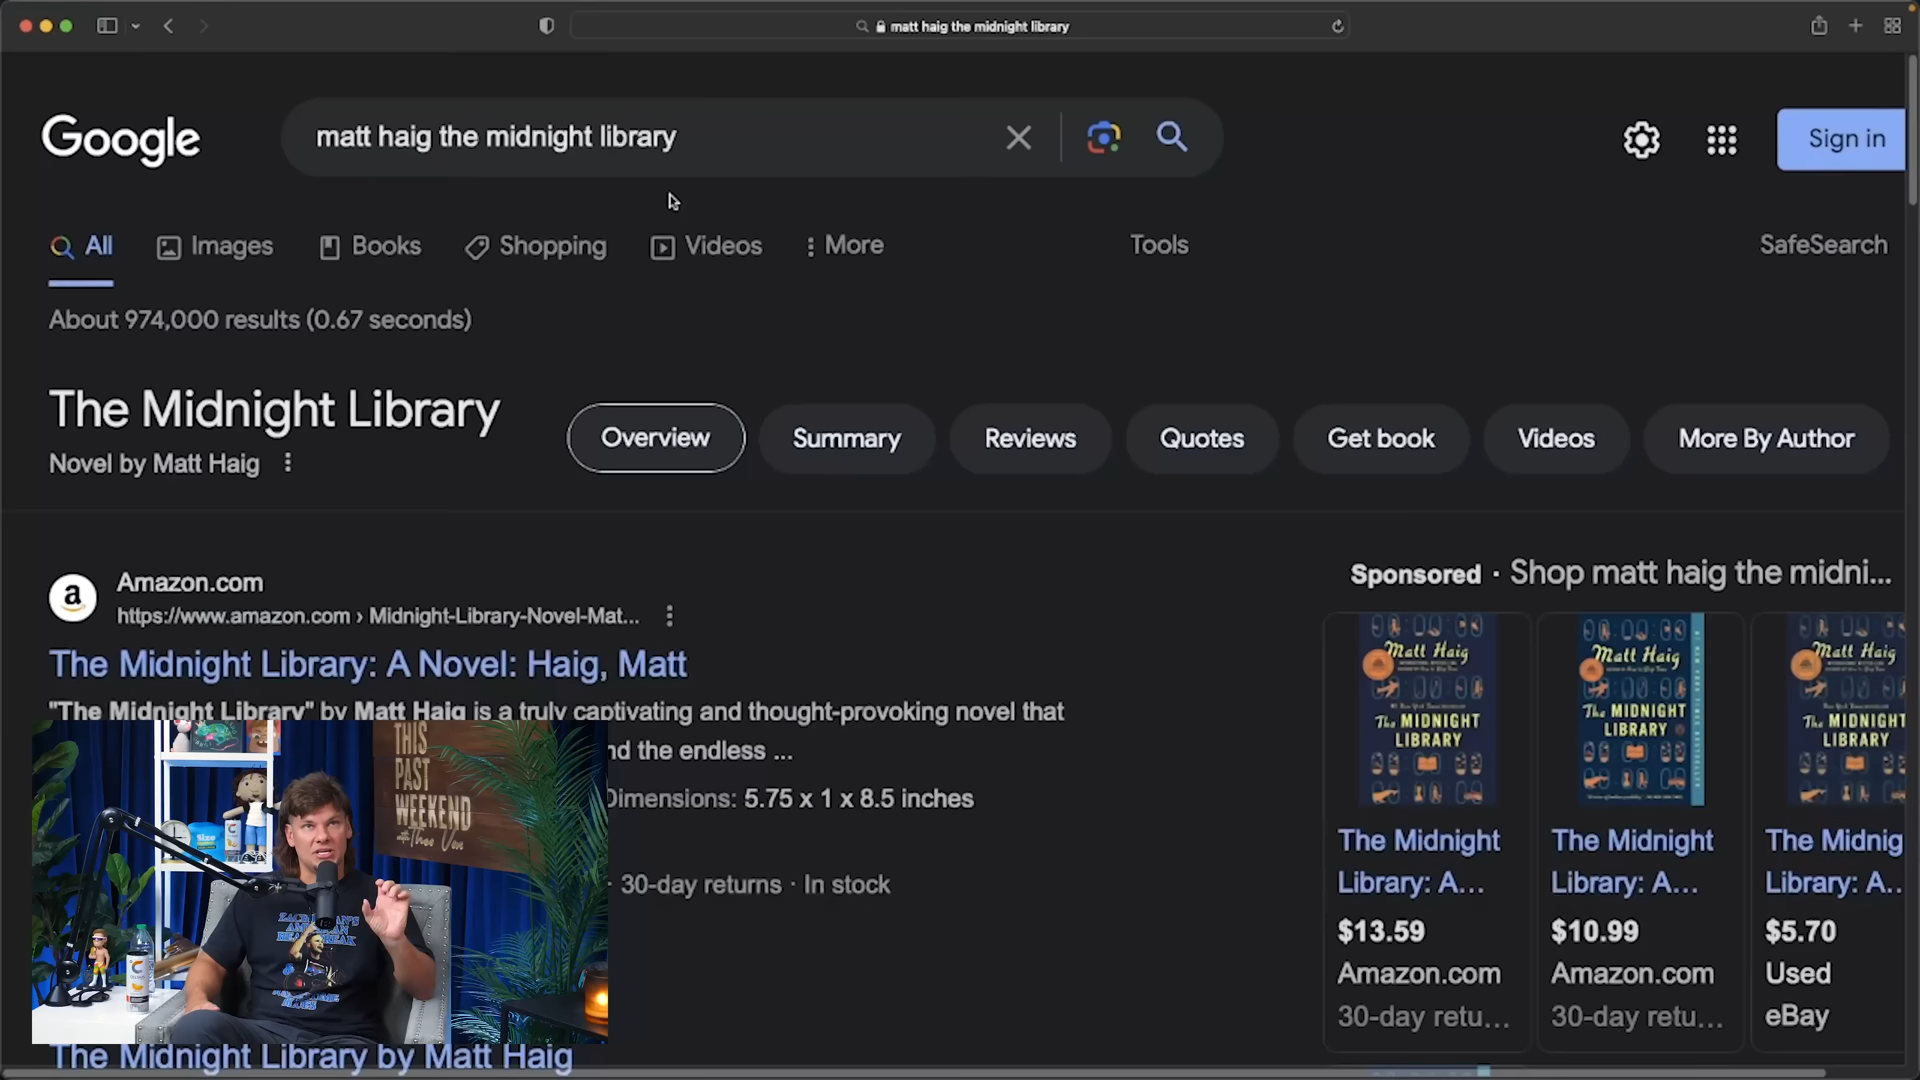 matt haig the midnight library
Google
matt haig the midnight library
Sign in
All
Images
Books
Shopping
Videos
More
Tools
SafeSearch
About 974,000 results (0.67 seconds)
The Midnight Library
Novel by Matt Haig
Overview
Summary
Reviews
Quotes
Get book
Videos
More By Author
a
Amazon.com
https://www.amazon.com › Midnight-Library-Novel-Mat...
The Midnight Library: A Novel: Haig, Matt
"The Midnight Library" by Matt Haig is a truly captivating and thought-provoking novel that
nd the endless ...
Dimensions: 5.75 x 1 x 8.5 inches
· 30-day returns · In stock
The Midnight Library by Matt Haig
Sponsored · Shop matt haig the midni...
Matt Haig
The MIDNIGHT
LIBRARY
The Midnight
Library: A...
$13.59
Amazon.com
30-day retu...
Matt Haig
The MIDNIGHT
LIBRARY
The Midnight
Library: A...
$10.99
Amazon.com
30-day retu...
Matt Haig
The MIDNIGHT
LIBRARY
The Midnig
Library: A..
$5.70
Used
eBay
THIS
PAST
WEEKEND
with Theo Von